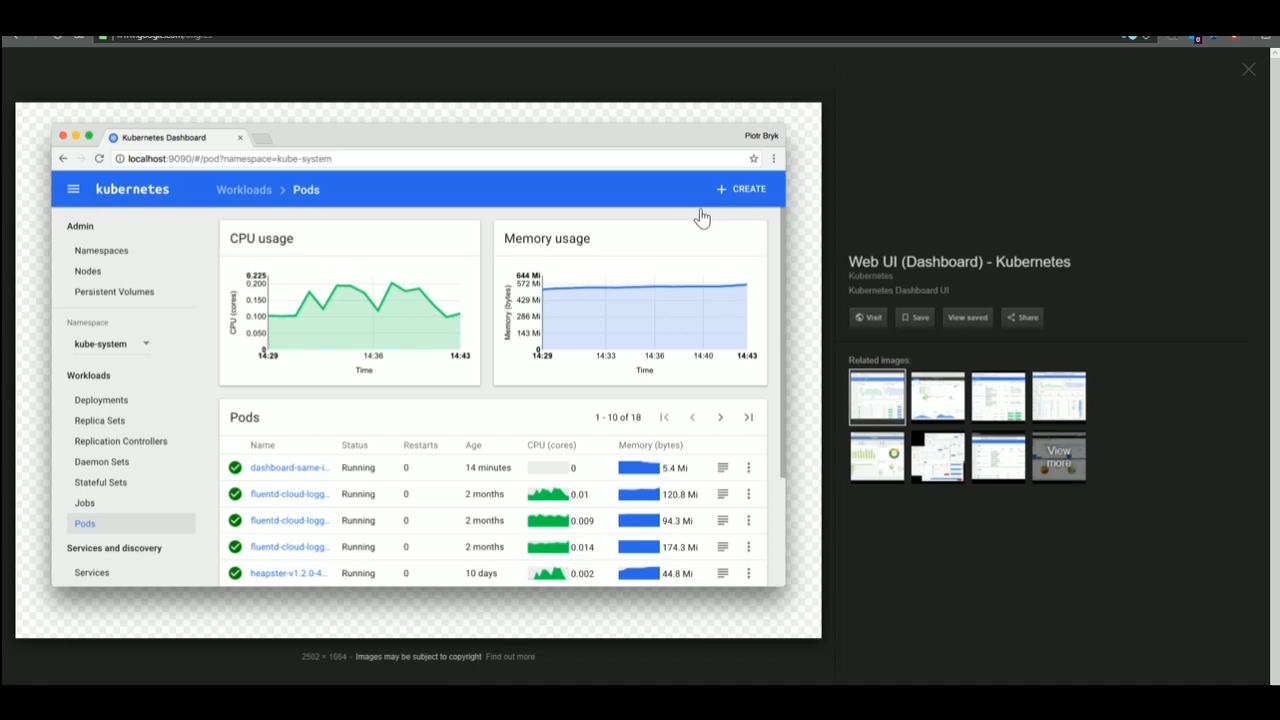 Kubernetes Dashboard
Piotr Bryk
localhost:9090/#/pod?namespace=kube-system
kubernetes
Workloads > Pods
+ CREATE
Admin
Namespaces
Nodes
Persistent Volumes
Namespace
kube-system
Workloads
Deployments
Replica Sets
Replication Controllers
Daemon Sets
Stateful Sets
Jobs
Pods
Services and discovery
Services
CPU usage
CPU (cores)
0.225
0.200
0.150
0.100
0.050
0
14:29 14:36 14:43
Time
Memory usage
Memory (bytes)
644 Mi
572 Mi
429 Mi
286 Mi
143 Mi
0
14:29 14:33 14:36 14:40 14:43
Time
Pods
1 - 10 of 18
Name Status Restarts Age CPU (cores) Memory (bytes)
dashboard-same-i.. Running 0 14 minutes 0 5.4 Mi
fluentd-cloud-logg.. Running 0 2 months 0.01 120.8 Mi
fluentd-cloud-logg.. Running 0 2 months 0.009 94.3 Mi
fluentd-cloud-logg.. Running 0 2 months 0.014 174.3 Mi
heapster-v1.2.0-4.. Running 0 10 days 0.002 44.8 Mi
2502 × 1664 - Images may be subject to copyright Find out more
Web UI (Dashboard) - Kubernetes
Kubernetes
Kubernetes Dashboard UI
Visit Save View saved Share
Related images:
View more